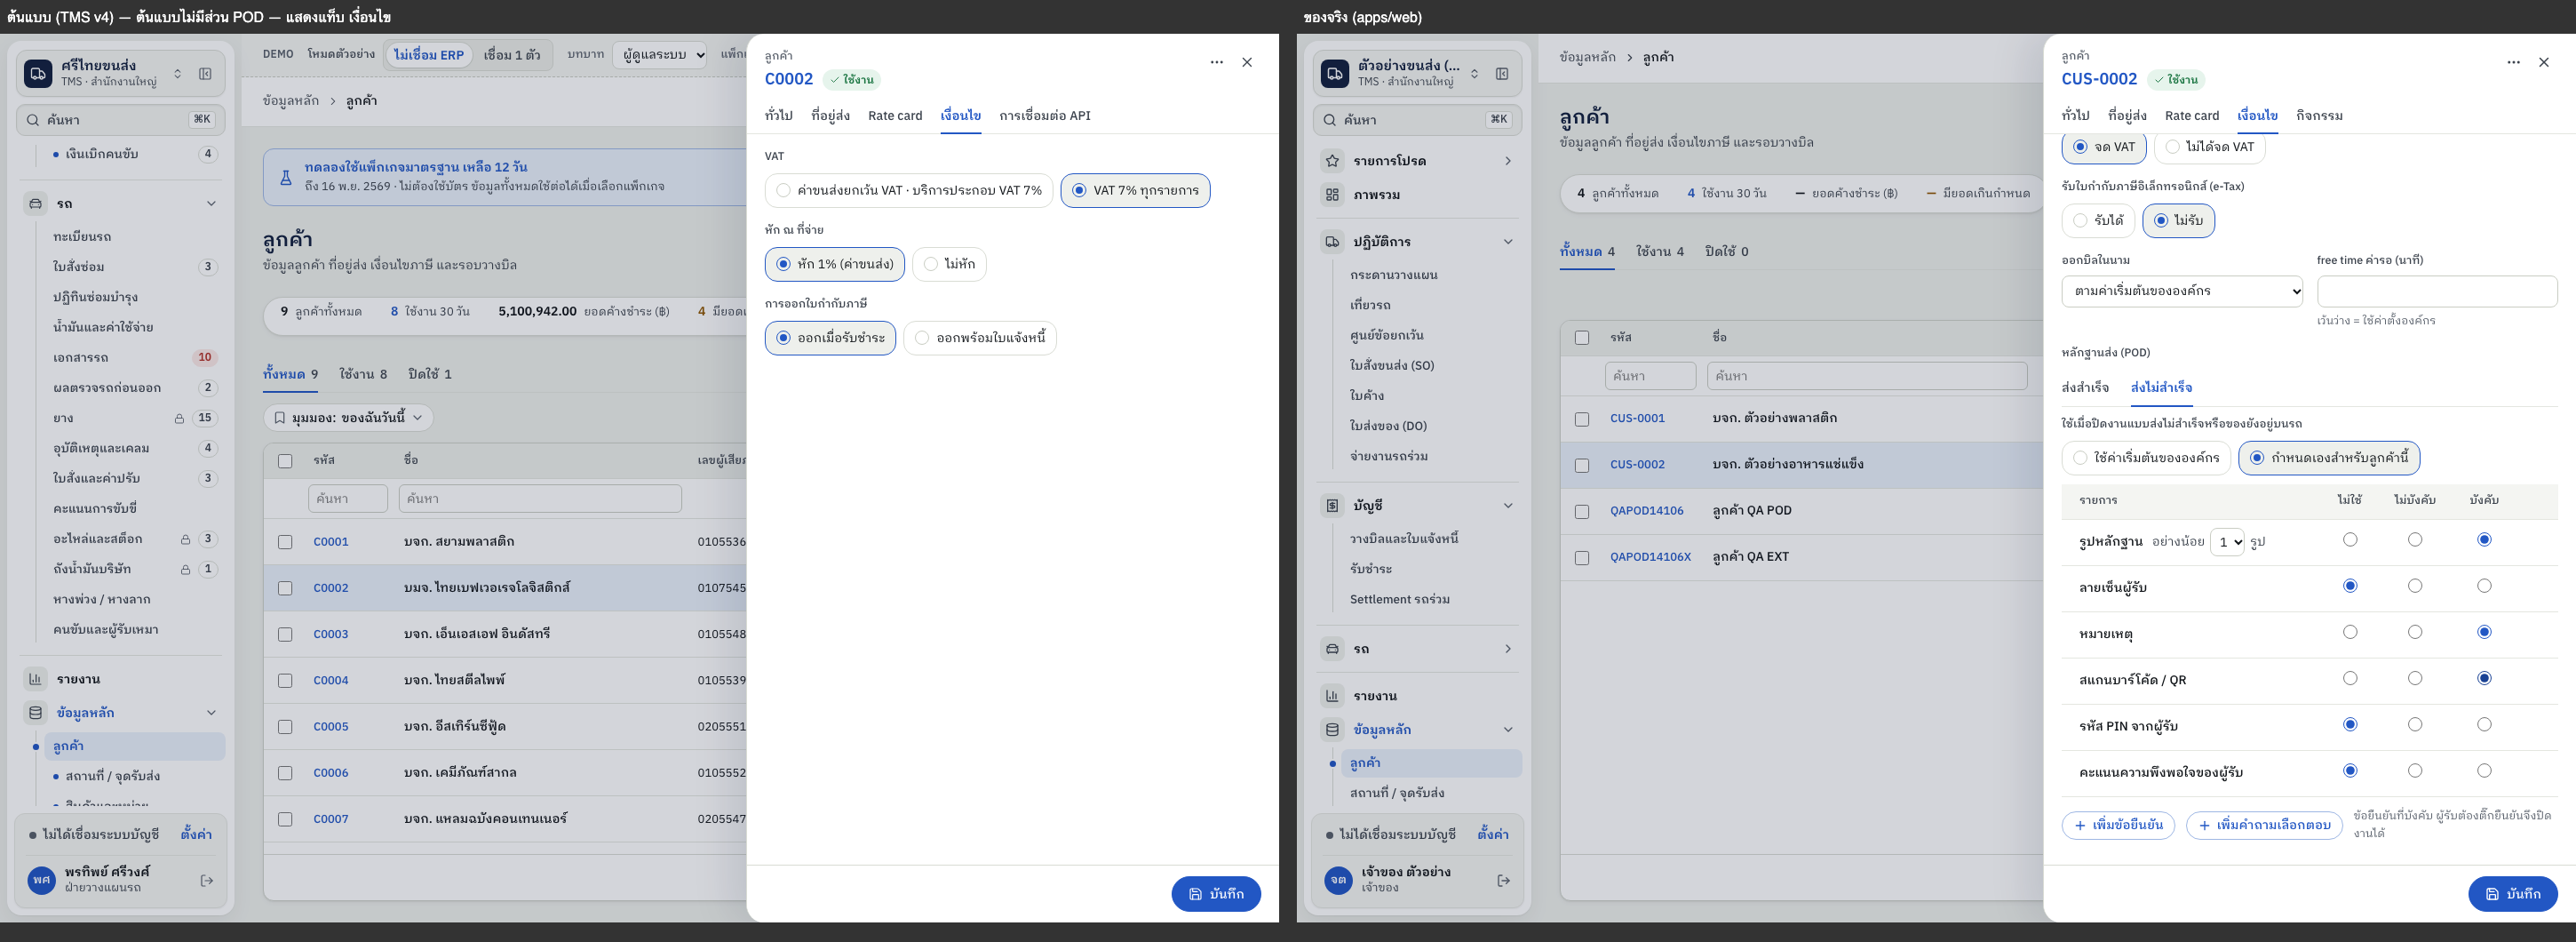 ต้นแบบ (TMS v4) — ต้นแบบไม่มีส่วน POD — แสดงแท็บ เงื่อนไข
ศรีไทยขนส่ง
TMS · สำนักงานใหญ่
ค้นหา ⌘K
เงินเบิกคนขับ 4
รถ
ทะเบียนรถ
ใบสั่งซ่อม 3
ปฏิทินซ่อมบำรุง
น้ำมันและค่าใช้จ่าย
เอกสารรถ 10
ผลตรวจรถก่อนออก 2
ยาง 15
อุบัติเหตุและเคลม 4
ใบสั่งและค่าปรับ 3
คะแนนการขับขี่
อะไหล่และสต็อก 3
ถังน้ำมันบริษัท 1
หางพ่วง / หางลาก
คนขับและผู้รับเหมา
รายงาน
ข้อมูลหลัก
ลูกค้า
สถานที่ / จุดรับส่ง
ไม่ได้เชื่อมระบบบัญชี ตั้งค่า
พศ พรทิพย์ ศรีวงศ์
ฝ่ายวางแผนรถ
DEMO โหมดตัวอย่าง ไม่เชื่อม ERP เชื่อม 1 ตัว บทบาท ผู้ดูแลระบบ
ข้อมูลหลัก > ลูกค้า
ทดลองใช้แพ็กเกจมาตรฐาน เหลือ 12 วัน
ถึง 16 พ.ย. 2569 · ไม่ต้องใช้บัตร ข้อมูลทั้งหมดใช้ต่อได้เมื่อเลือกแพ็กเกจ
ลูกค้า
ข้อมูลลูกค้า ที่อยู่ส่ง เงื่อนไขภาษี และรอบวางบิล
9 ลูกค้าทั้งหมด 8 ใช้งาน 30 วัน 5,100,942.00 ยอดค้างชำระ (฿) 4
ทั้งหมด 9 ใช้งาน 8 ปิดใช้ 1
มุมมอง: ของฉันวันนี้
รหัส ชื่อ
ค้นหา ค้นหา
C0001 บจก. สยามพลาสติก 0105536
C0002 บมจ. ไทยเบฟเวอเรจโลจิสติกส์ 0107545
C0003 บจก. เอ็นเอสเอฟ อินดัสทรี 0105548
C0004 บจก. ไทยสตีลไพพ์ 0105539
C0005 บจก. อีสเทิร์นซีฟู้ด 0205551
C0006 บจก. เคมีภัณฑ์สากล 0105552
C0007 บจก. แหลมฉบังคอนเทนเนอร์ 0205547
ลูกค้า
C0002 ใช้งาน
ทั่วไป ที่อยู่ส่ง Rate card เงื่อนไข การเชื่อมต่อ API
VAT
ค่าขนส่งยกเว้น VAT · บริการประกอบ VAT 7% VAT 7% ทุกรายการ
หัก ณ ที่จ่าย
หัก 1% (ค่าขนส่ง) ไม่หัก
การออกใบกำกับภาษี
ออกเมื่อรับชำระ ออกพร้อมใบแจ้งหนี้
บันทึก
ของจริง (apps/web)
ตัวอย่างขนส่ง (...
TMS · สำนักงานใหญ่
ค้นหา ⌘K
รายการโปรด
ภาพรวม
ปฏิบัติการ
กระดานวางแผน
เที่ยวรถ
ศูนย์ข้อยกเว้น
ใบสั่งขนส่ง (SO)
ใบค้าง
ใบส่งของ (DO)
จ่ายงานรถร่วม
บัญชี
วางบิลและใบแจ้งหนี้
รับชำระ
Settlement รถร่วม
รถ
รายงาน
ข้อมูลหลัก
ลูกค้า
สถานที่ / จุดรับส่ง
ไม่ได้เชื่อมระบบบัญชี ตั้งค่า
จต เจ้าของ ตัวอย่าง
เจ้าของ
ข้อมูลหลัก > ลูกค้า
ลูกค้า
ข้อมูลลูกค้า ที่อยู่ส่ง เงื่อนไขภาษี และรอบวางบิล
4 ลูกค้าทั้งหมด 4 ใช้งาน 30 วัน — ยอดค้างชำระ (฿) — มียอดเกินกำหนด
ทั้งหมด 4 ใช้งาน 4 ปิดใช้ 0
รหัส ชื่อ
ค้นหา ค้นหา
CUS-0001 บจก. ตัวอย่างพลาสติก
CUS-0002 บจก. ตัวอย่างอาหารแช่แข็ง
QAPOD14106 ลูกค้า QA POD
QAPOD14106X ลูกค้า QA EXT
ลูกค้า
CUS-0002 ใช้งาน
ทั่วไป ที่อยู่ส่ง Rate card เงื่อนไข กิจกรรม
จด VAT ไม่ได้จด VAT
รับใบกำกับภาษีอิเล็กทรอนิกส์ (e-Tax)
รับได้ ไม่รับ
ออกบิลในนาม free time ค่ารอ (นาที)
ตามค่าเริ่มต้นขององค์กร
เว้นว่าง = ใช้ค่าตั้งองค์กร
หลักฐานส่ง (POD)
ส่งสำเร็จ ส่งไม่สำเร็จ
ใช้เมื่อปิดงานแบบส่งไม่สำเร็จหรือของยังอยู่บนรถ
ใช้ค่าเริ่มต้นขององค์กร กำหนดเองสำหรับลูกค้านี้
รายการ ไม่ใช้ ไม่บังคับ บังคับ
รูปหลักฐาน อย่างน้อย 1 รูป
ลายเซ็นผู้รับ
หมายเหตุ
สแกนบาร์โค้ด / QR
รหัส PIN จากผู้รับ
คะแนนความพึงพอใจของผู้รับ
เพิ่มข้อยืนยัน เพิ่มคำถามเลือกตอบ ข้อยืนยันที่บังคับ ผู้รับต้องติ๊กยืนยันจึงปิด
งานได้
บันทึก